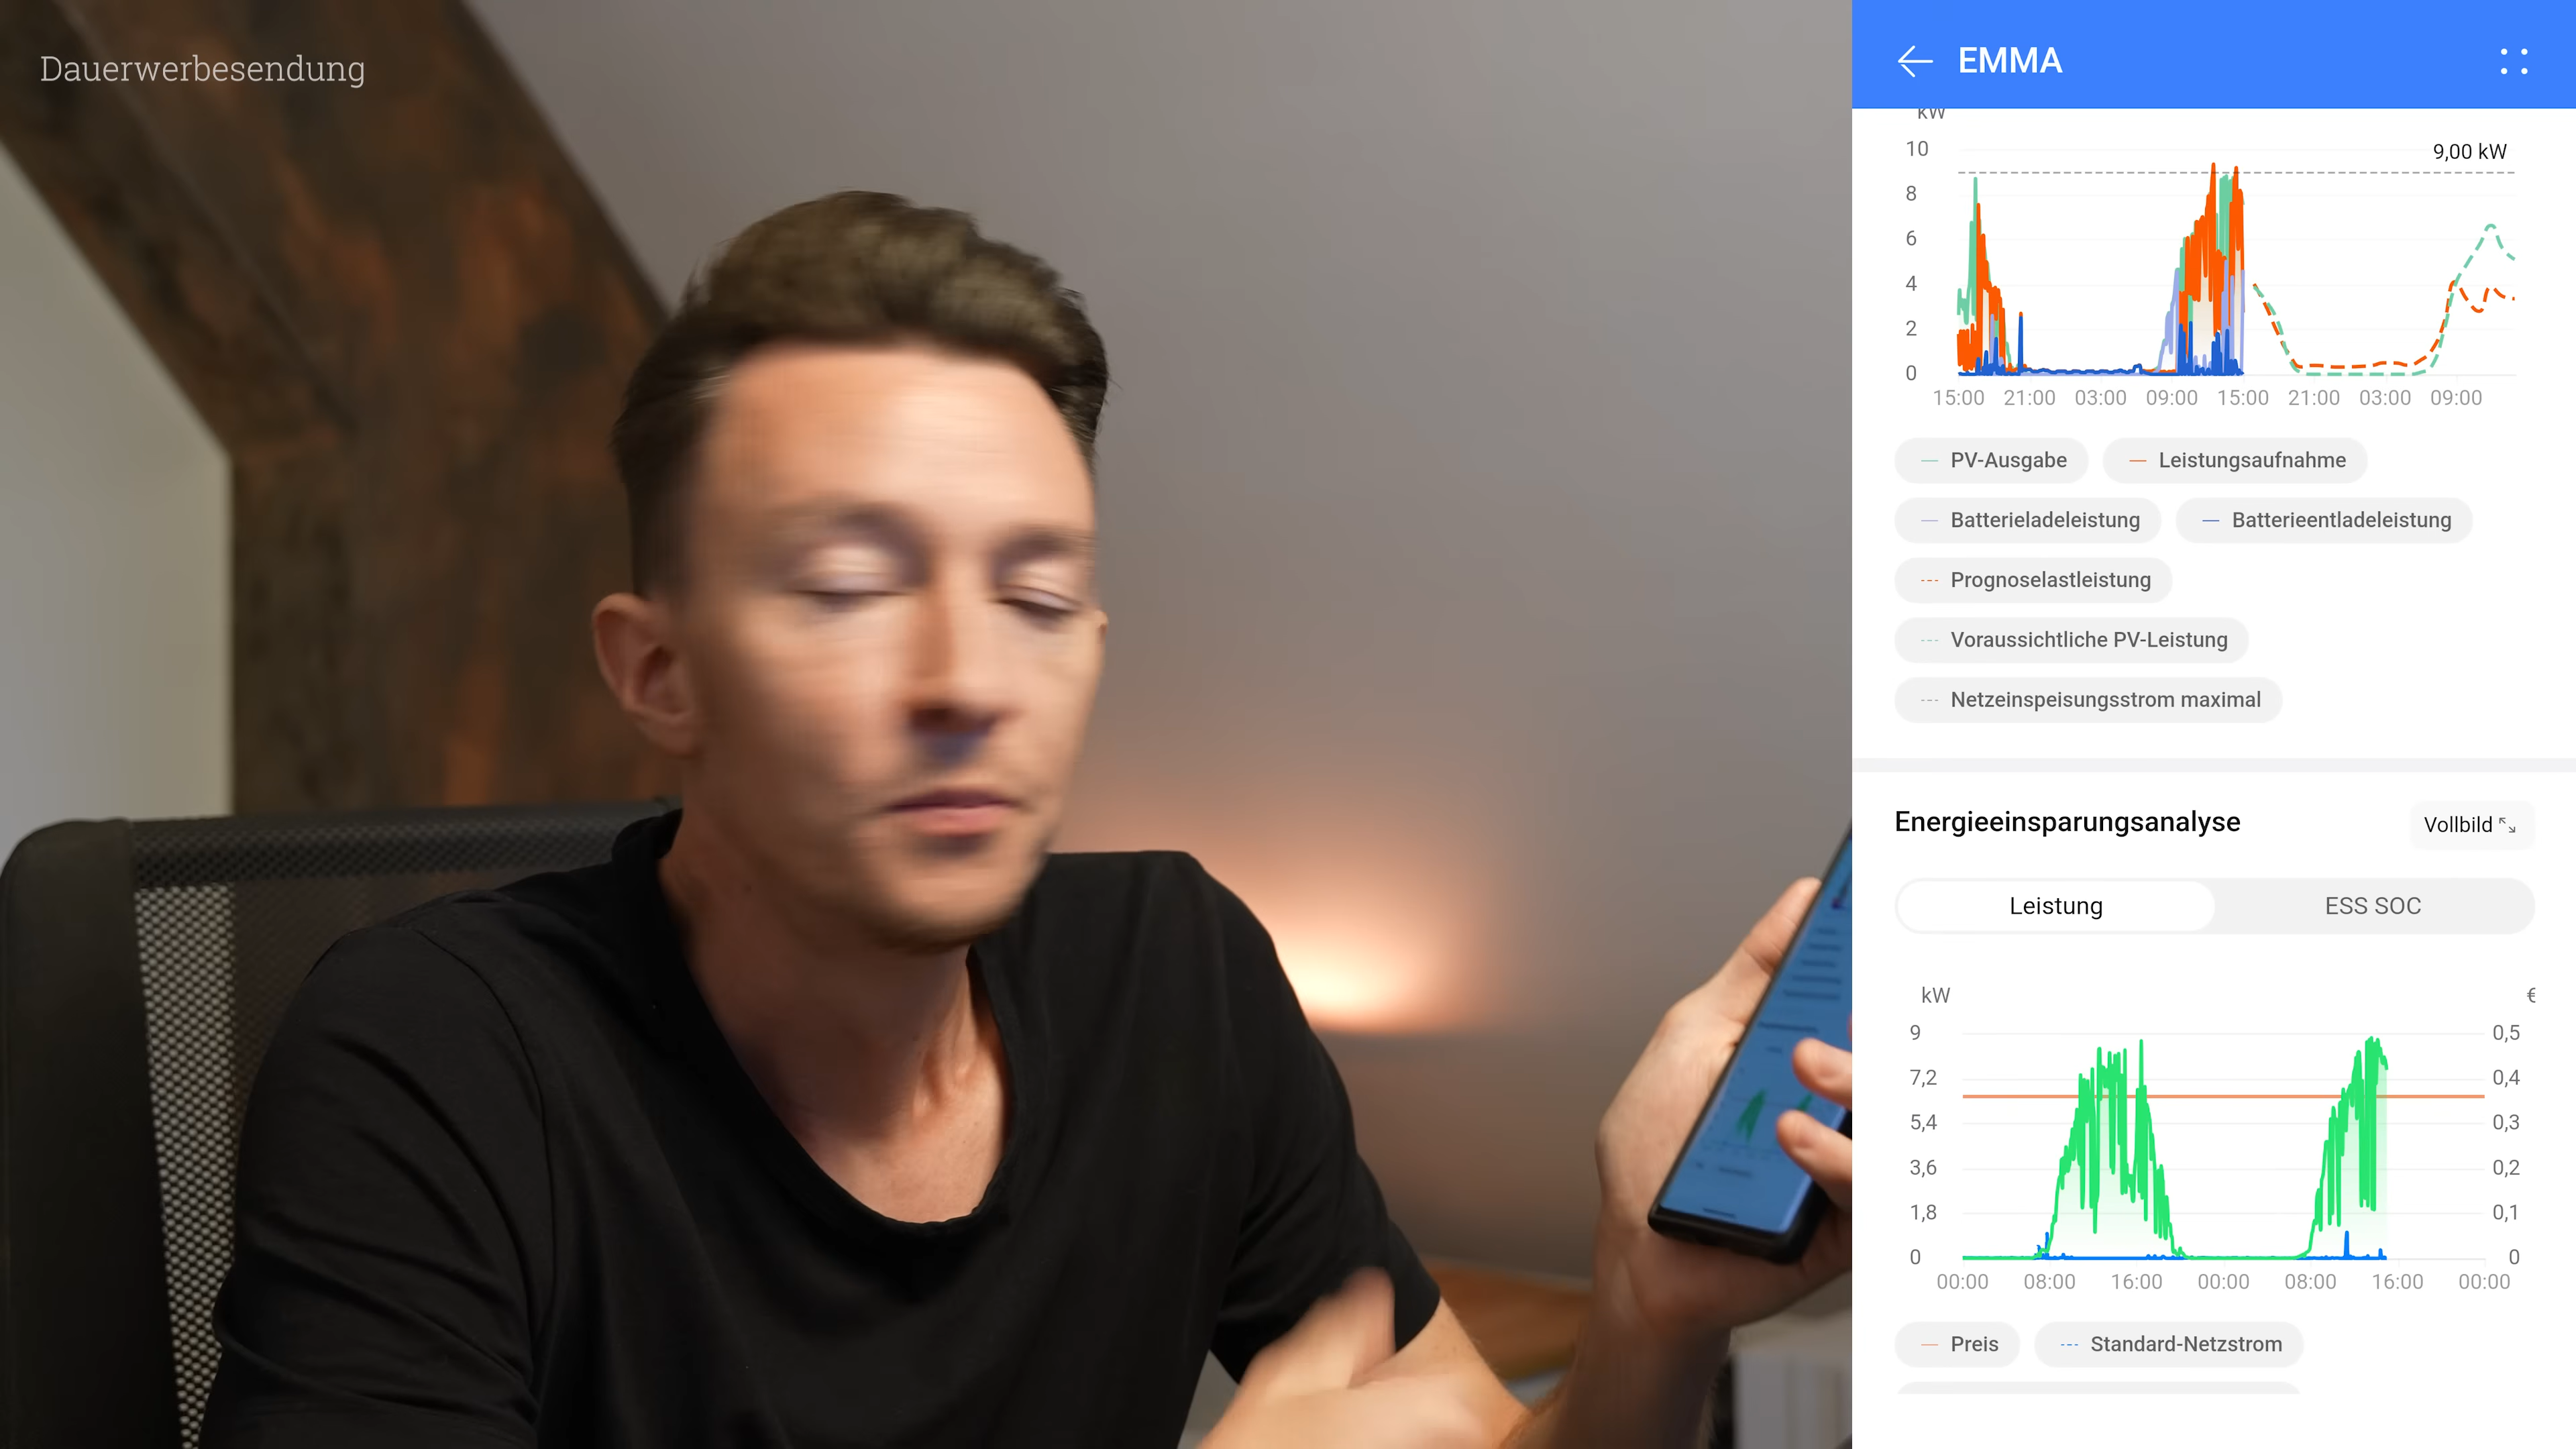 Dauerwerbesendung
EMMA
kW
10
9,00 kW
8
6
4
2
0
15:00 21:00 03:00 09:00 15:00 21:00 03:00 09:00
PV-Ausgabe Leistungsaufnahme
Batterieladeleistung Batterieentladeleistung
Prognoselastleistung
Voraussichtliche PV-Leistung
Netzeinspeisungsstrom maximal
Energieeinsparungsanalyse Vollbild
Leistung ESS SOC
kW €
9 0,5
7,2 0,4
5,4 0,3
3,6 0,2
1,8 0,1
0 0
00:00 08:00 16:00 00:00 08:00 16:00 00:00
Preis Standard-Netzstrom